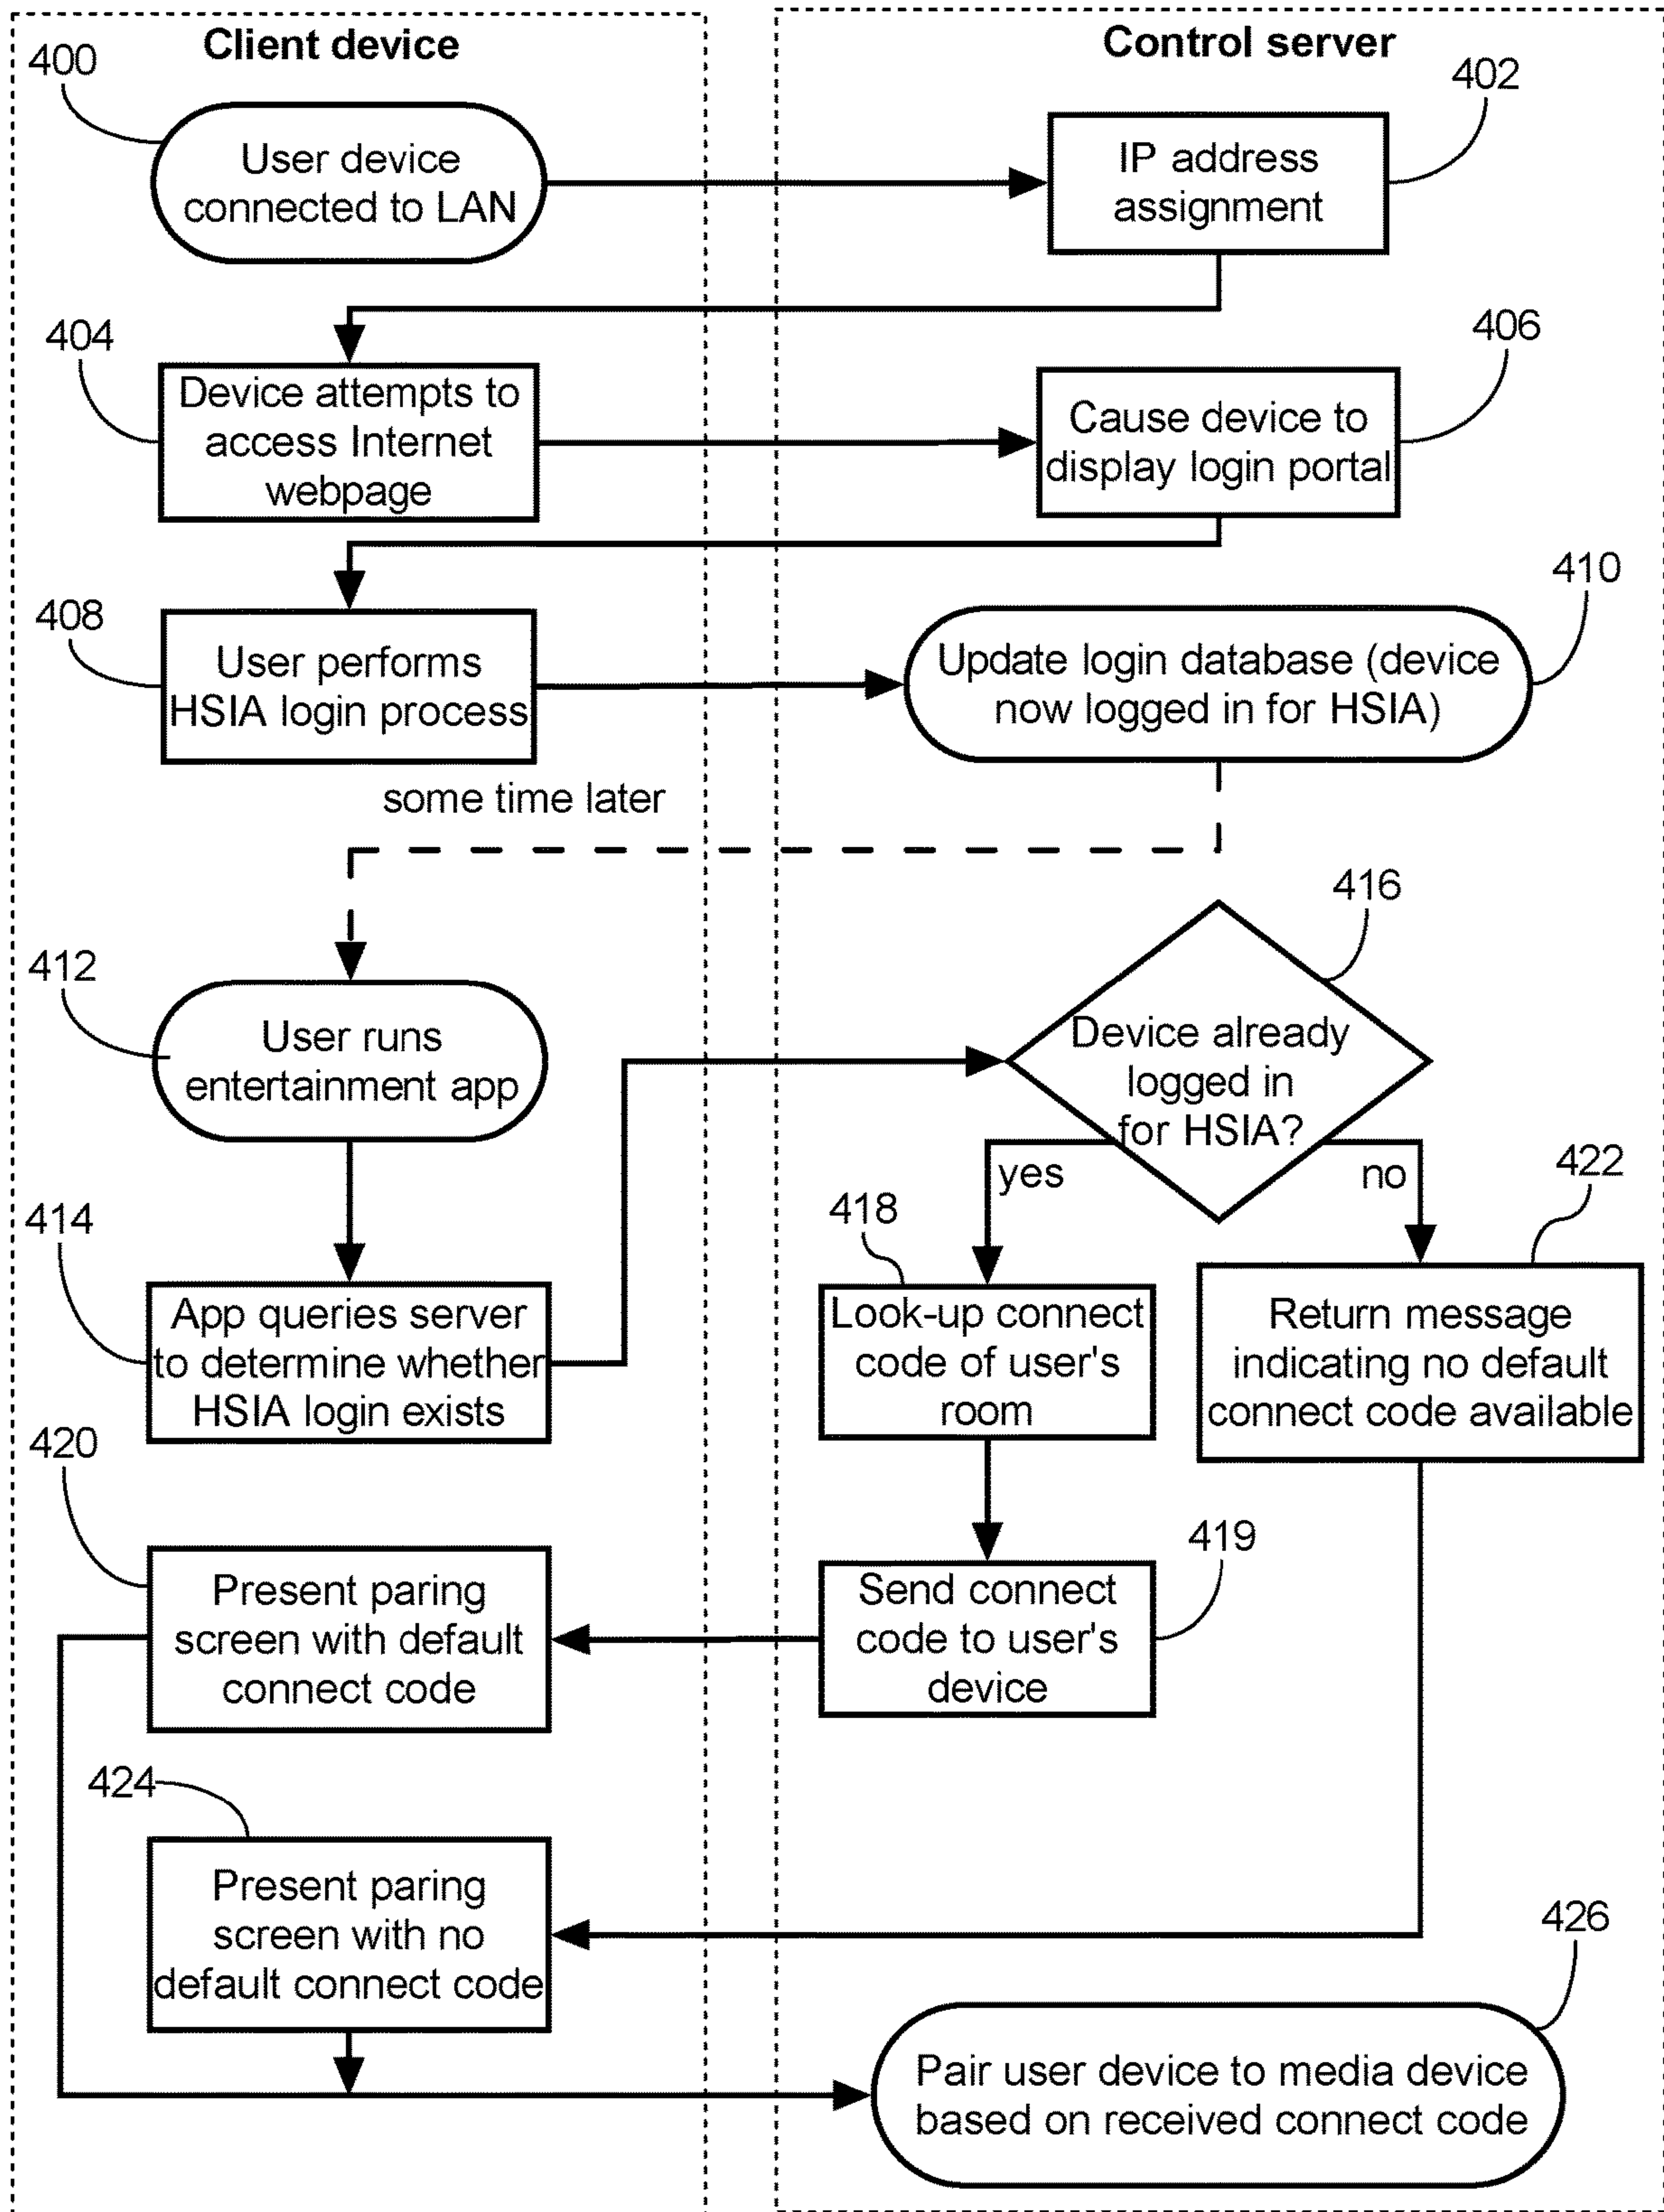 Client device
Control server
400
402
User device
connected to LAN
IP address
assignment
404
406
Device attempts to
access Internet
webpage
Cause device to
display login portal
408
410
User performs
HSIA login process
Update login database (device
now logged in for HSIA)
some time later
416
412
User runs
entertainment app
Device already
logged in
for HSIA?
yes
no
414
418
422
App queries server
to determine whether
HSIA login exists
Look-up connect
code of user's
room
Return message
indicating no default
connect code available
420
419
Present paring
screen with default
connect code
Send connect
code to user's
device
424
Present paring
screen with no
default connect code
426
Pair user device to media device
based on received connect code